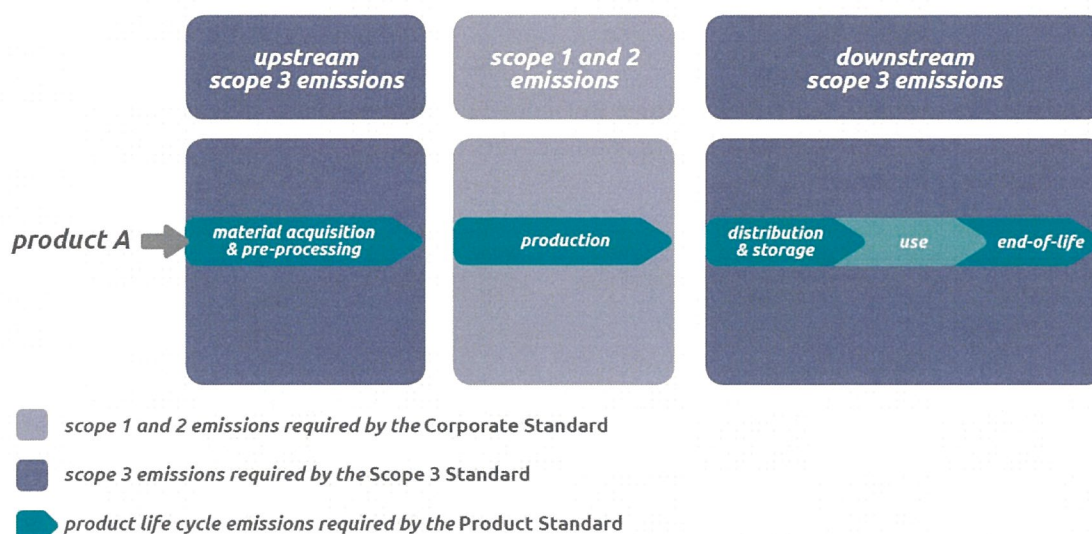 upstream
scope 3 emissions
scope 1 and 2
emissions
downstream
scope 3 emissions
product A
material acquisition
& pre-processing
production
distribution
& storage
use
end-of-life
scope 1 and 2 emissions required by the Corporate Standard
scope 3 emissions required by the Scope 3 Standard
product life cycle emissions required by the Product Standard